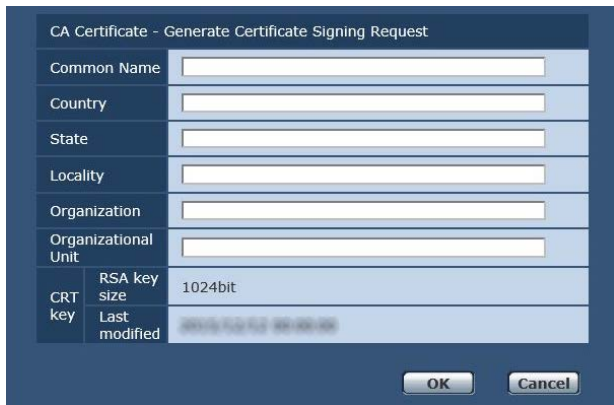 CA Certificate - Generate Certificate Signing Request
Common Name
Country
State
Locality
Organization
Organizational
Unit
CRT
key
RSA key
size
1024bit
Last
modified
OK
Cancel